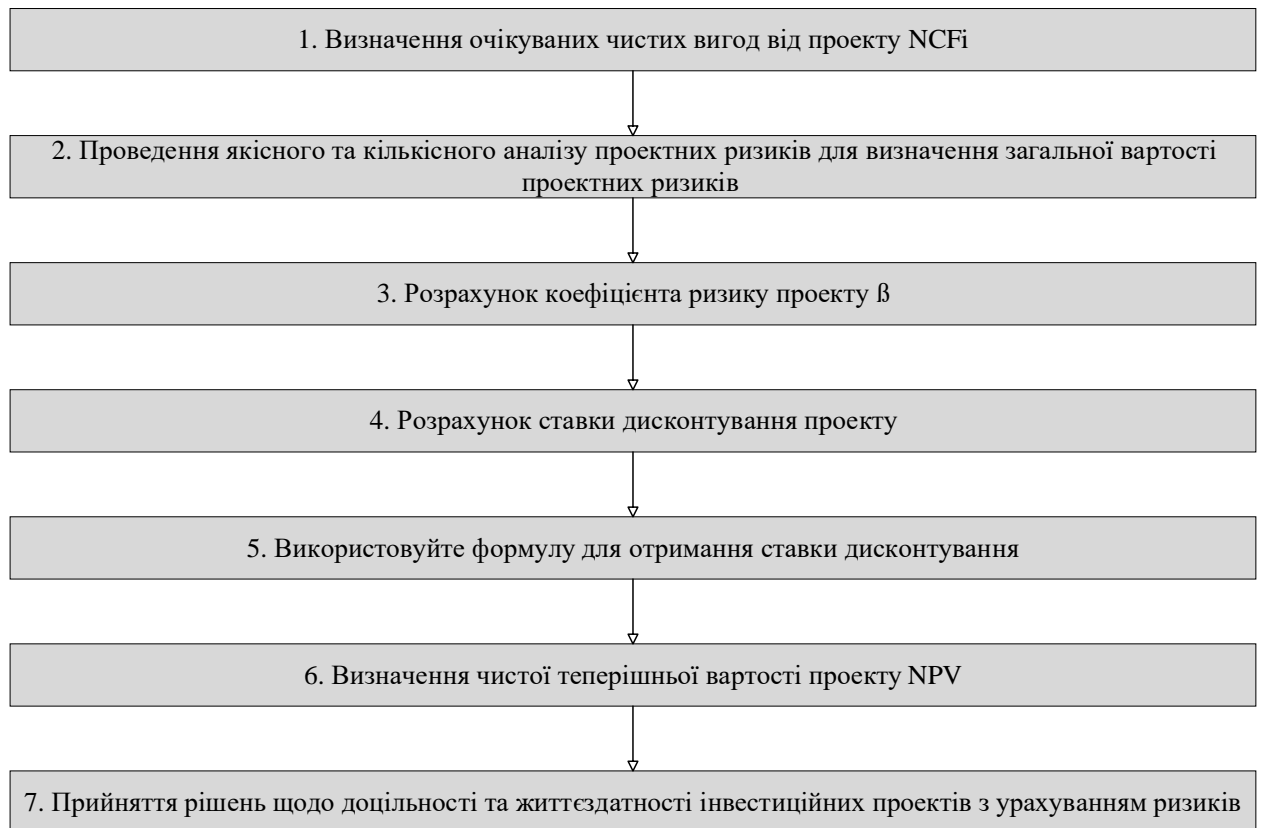 1. Визначення очікуваних чистих вигод від проекту NCFi
2. Проведення якісного та кількісного аналізу проектних ризиків для визначення загальної вартості
проектних ризиків
3. Розрахунок коефіцієнта ризику проекту ß
4. Розрахунок ставки дисконтування проекту
5. Використовуйте формулу для отримання ставки дисконтування
6. Визначення чистої теперішньої вартості проекту NPV
7. Прийняття рішень щодо доцільності та життєздатності інвестиційних проектів з урахуванням ризиків